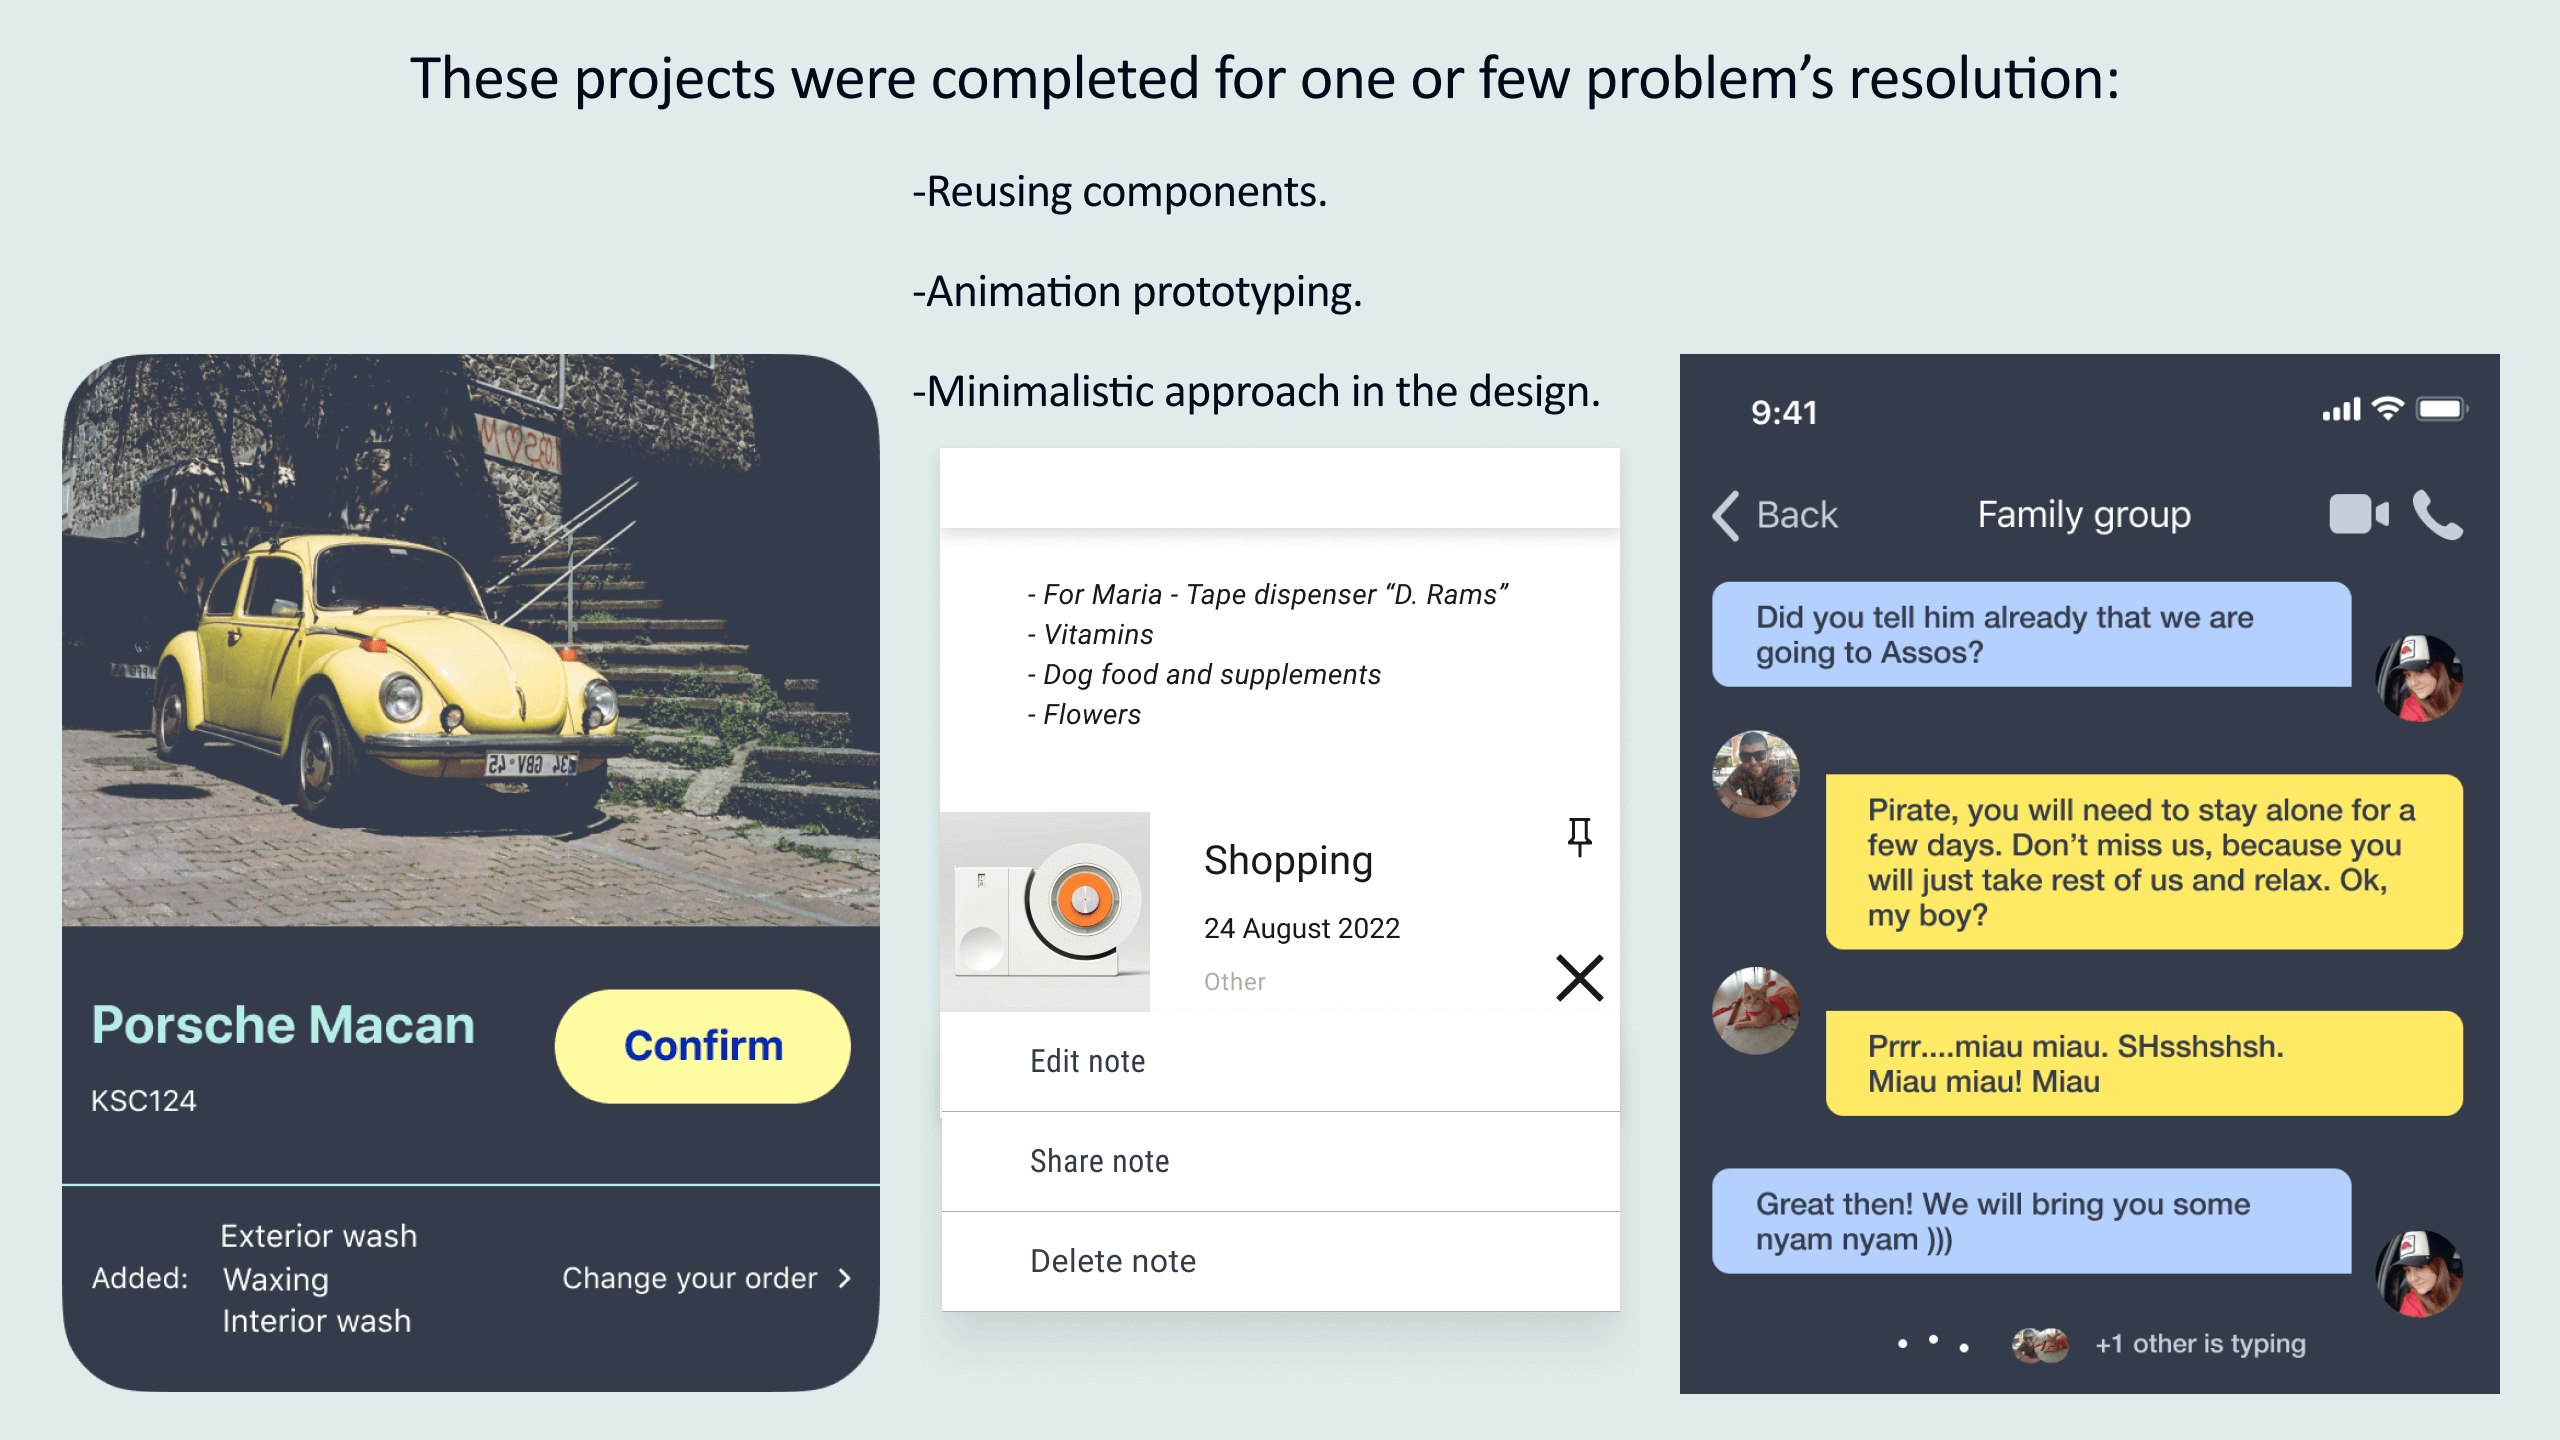 These projects were completed for one or few problem’s resolution:
-Reusing components.
-Animation prototyping.
-Minimalistic approach in the design.
Porsche Macan
Confirm
KSC124
Added:
Exterior wash
Waxing
Interior wash
Change your order
- For Maria - Tape dispenser “D. Rams”
- Vitamins
- Dog food and supplements
- Flowers
Shopping
24 August 2022
Other
Edit note
Share note
Delete note
9:41
Back
Family group
Did you tell him already that we are
going to Assos?
Pirate, you will need to stay alone for a
few days. Don’t miss us, because you
will just take rest of us and relax. Ok,
my boy?
Prrr....miau miau. SHsshshsh.
Miau miau! Miau
Great then! We will bring you some
nyam nyam )))
+1 other is typing